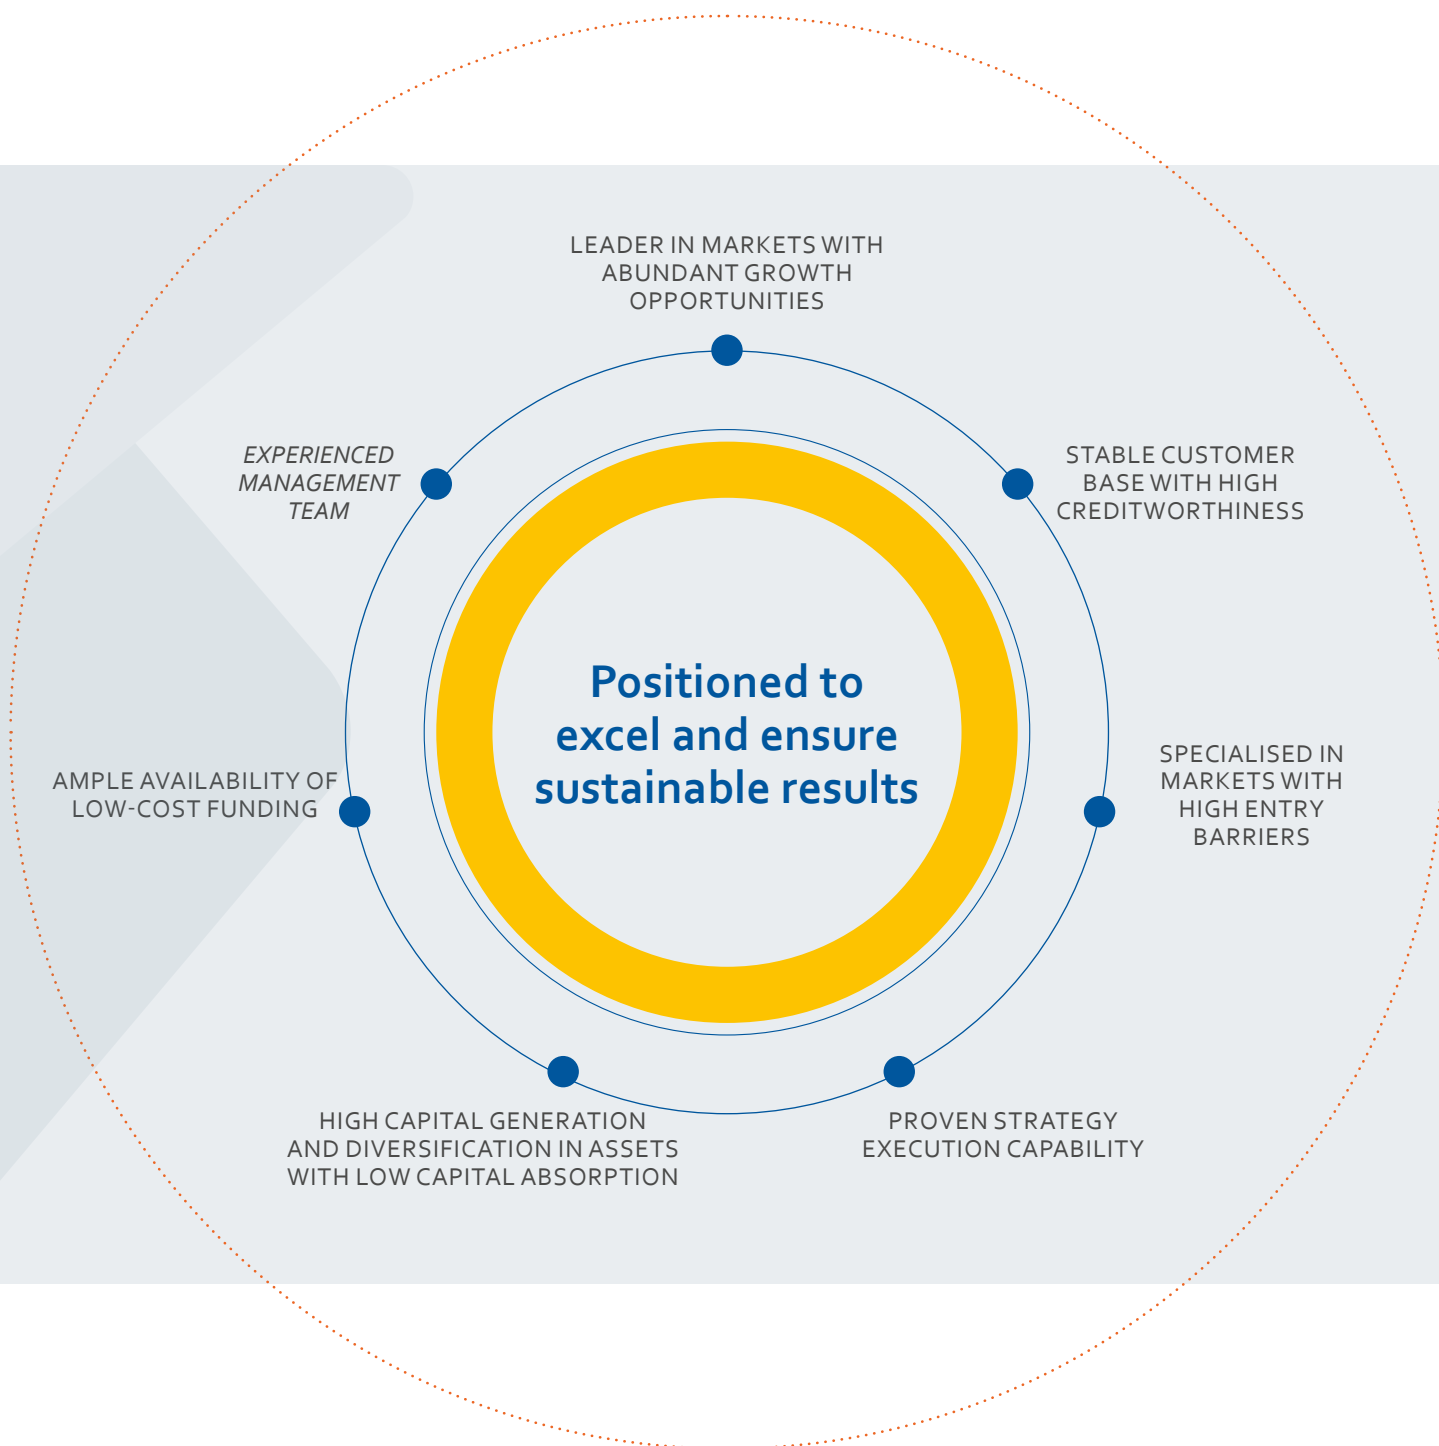 LEADER IN MARKETS WITH
ABUNDANT GROWTH
OPPORTUNITIES
STABLE CUSTOMER
BASE WITH HIGH
CREDITWORTHINESS
SPECIALISED IN
MARKETS WITH
HIGH ENTRY
BARRIERS
PROVEN STRATEGY
EXECUTION CAPABILITY
HIGH CAPITAL GENERATION
AND DIVERSIFICATION IN ASSETS
WITH LOW CAPITAL ABSORPTION
AMPLE AVAILABILITY OF
LOW-COST FUNDING
EXPERIENCED
MANAGEMENT
TEAM
Positioned to
excel and ensure
sustainable results